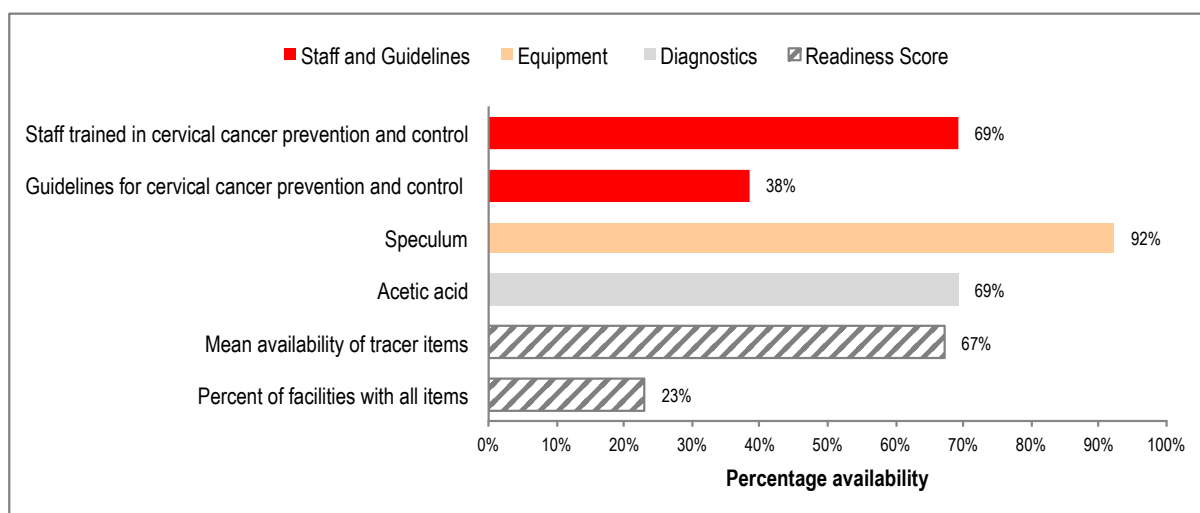 Staff and Guidelines Equipment Diagnostics Readiness Score
Staff trained in cervical cancer prevention and control 69%
Guidelines for cervical cancer prevention and control 38%
Speculum 92%
Acetic acid 69%
Mean availability of tracer items 67%
Percent of facilities with all items 23%
0% 10% 20% 30% 40% 50% 60% 70% 80% 90% 100%
Percentage availability